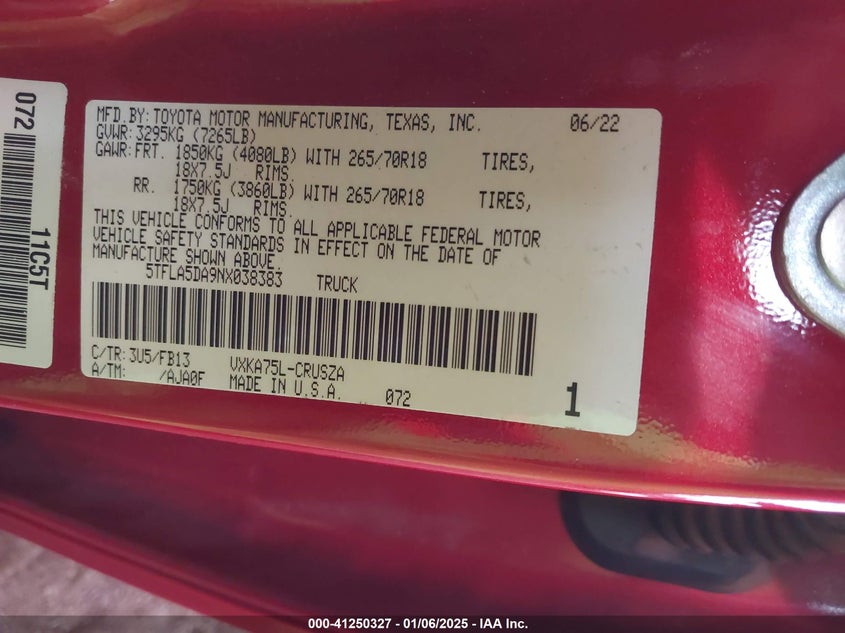 072
11C5T
MFD.BY:TOYOTA MOTOR MANUFACTURING, TEXAS, INC. 06/22
GVWR:3295KG (7265LB)
GAWR:FRT. 1850KG (4080LB) WITH 265/70R18 TIRES,
18X7.5J RIMS.
RR. 1750KG (3860LB) WITH 265/70R18 TIRES,
18X7.5J RIMS.
THIS VEHICLE CONFORMS TO ALL APPLICABLE FEDERAL MOTOR
VEHICLE SAFETY STANDARDS IN EFFECT ON THE DATE OF
MANUFACTURE SHOWN ABOVE.
5TFLA5DA9NX038383 TRUCK
C/TR:3U5/FB13 VXKA75L-CRUSZA
A/TM: /AJA0F MADE IN U.S.A. 072 1
000-41250327 - 01/06/2025 - IAA Inc.